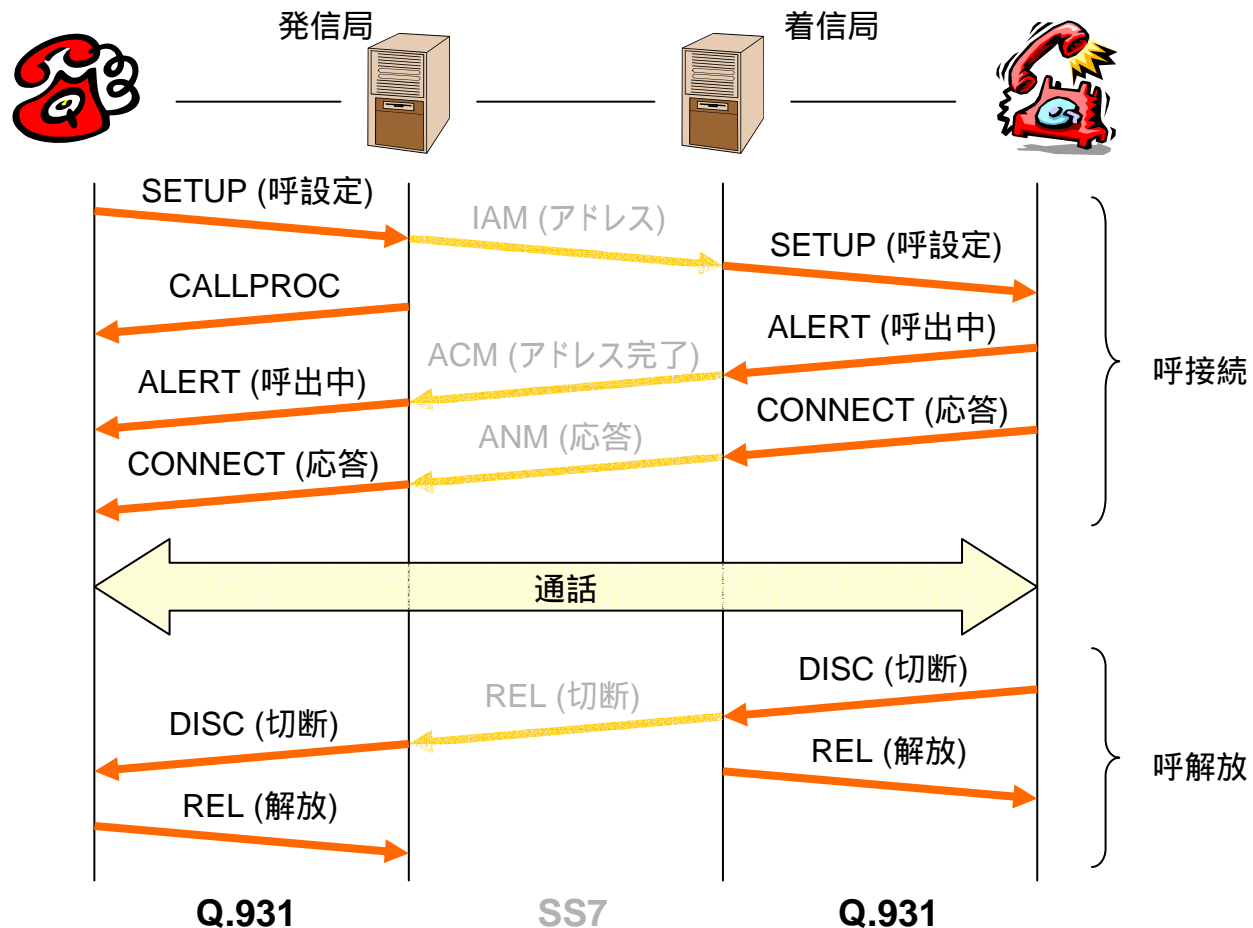 発信局
着信局
SETUP (呼設定)
IAM (アドレス)
SETUP (呼設定)
CALLPROC
ALERT (呼出中)
ACM (アドレス完了)
ALERT (呼出中)
呼接続
CONNECT (応答)
ANM (応答)
CONNECT (応答)
通話
DISC (切断)
REL (切断)
DISC (切断)
REL (解放)
呼解放
REL (解放)
Q.931
SS7
Q.931